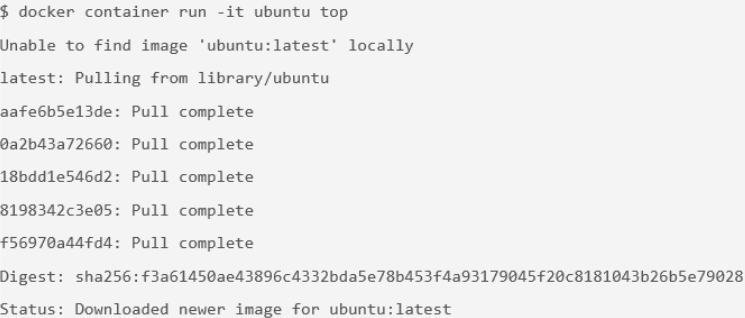 $ docker container run -it ubuntu top
Unable to find image 'ubuntu:latest' locally
latest: Pulling from library/ubuntu
aafe6b5e13de: Pull complete
0a2b43a72660: Pull complete
18bdd1e546d2: Pull complete
8198342c3e05: Pull complete
f56970a44fd4: Pull complete
Digest: sha256:f3a61450ae43896c4332bda5e78b453f4a93179045f20c8181043b26b5e79028
Status: Downloaded newer image for ubuntu:latest